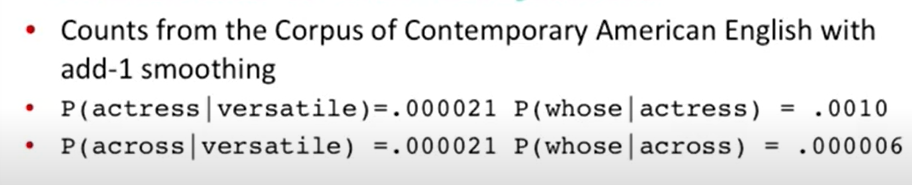 • Counts from the Corpus of Contemporary American English with
add-1 smoothing
• P(actress|versatile)=.000021 P(whose|actress) = .0010
• P(across|versatile) =.000021 P(whose|across) = .000006